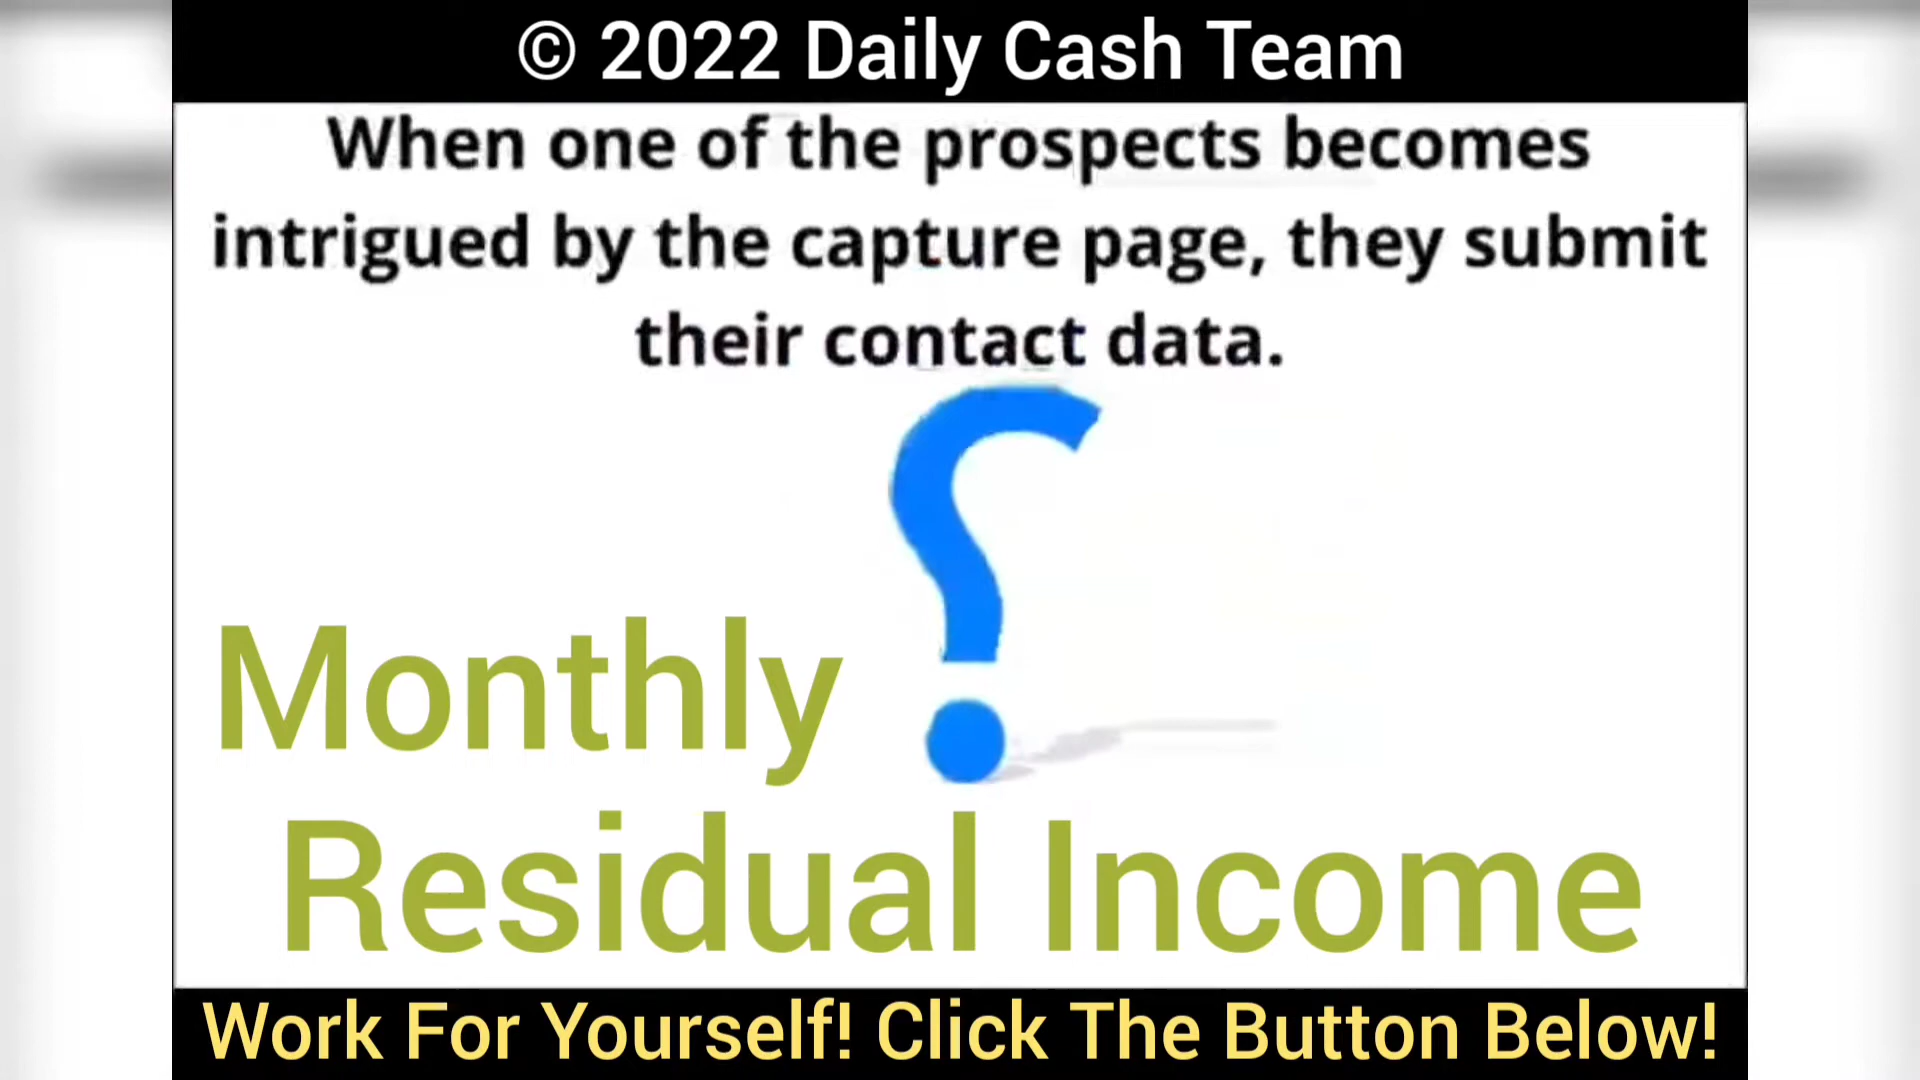 © 2022 Daily Cash Team
When one of the prospects becomes
intrigued by the capture page, they submit
their contact data.
?
Monthly
Residual Income
Work For Yourself! Click The Button Below!